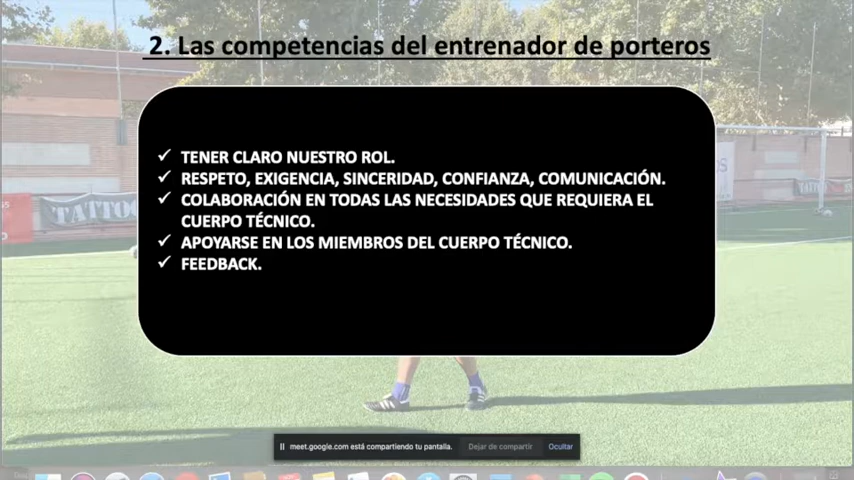 2. Las competencias del entrenador de porteros
✓ TENER CLARO NUESTRO ROL.
✓ RESPETO, EXIGENCIA, SINCERIDAD, CONFIANZA, COMUNICACIÓN.
✓ COLABORACIÓN EN TODAS LAS NECESIDADES QUE REQUIERA EL
CUERPO TÉCNICO.
✓ APOYARSE EN LOS MIEMBROS DEL CUERPO TÉCNICO.
✓ FEEDBACK.
TATTOO
meet.google.com está compartiendo tu pantalla.
Dejar de compartir
Ocultar